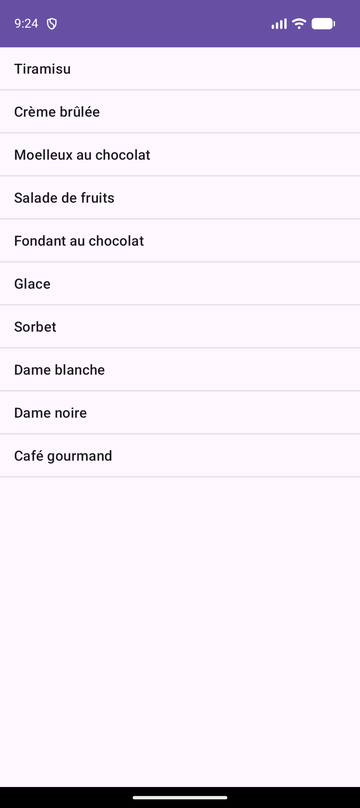 9:24
Tiramisu
Crème brûlée
Moelleux au chocolat
Salade de fruits
Fondant au chocolat
Glace
Sorbet
Dame blanche
Dame noire
Café gourmand